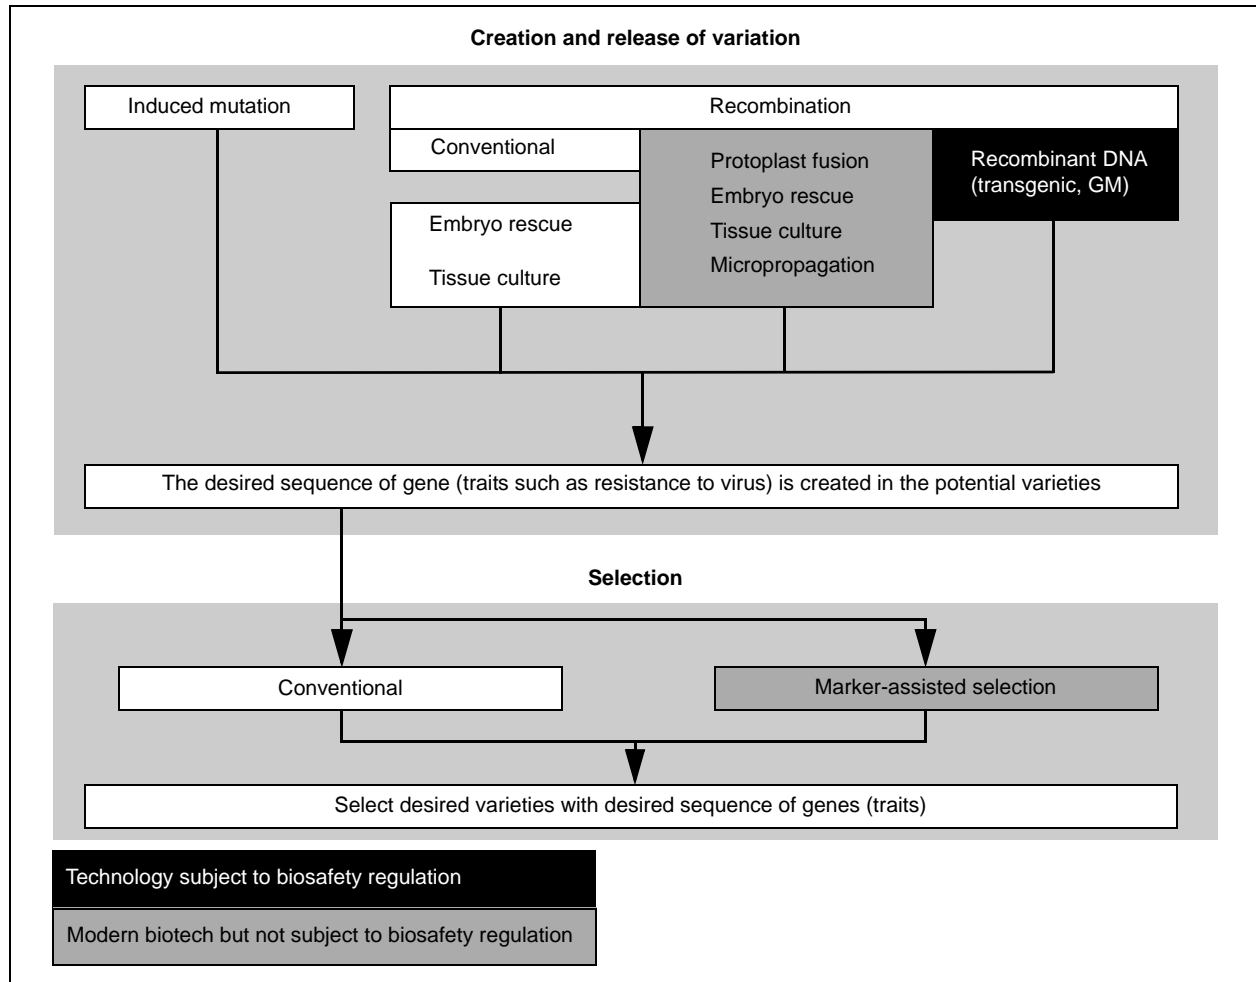 Creation and release of variation
Induced mutation
Recombination
Conventional
Embryo rescue
Tissue culture
Protoplast fusion
Embryo rescue
Tissue culture
Micropropagation
Recombinant DNA
(transgenic, GM)
The desired sequence of gene (traits such as resistance to virus) is created in the potential varieties
Selection
Conventional
Marker-assisted selection
Select desired varieties with desired sequence of genes (traits)
Technology subject to biosafety regulation
Modern biotech but not subject to biosafety regulation